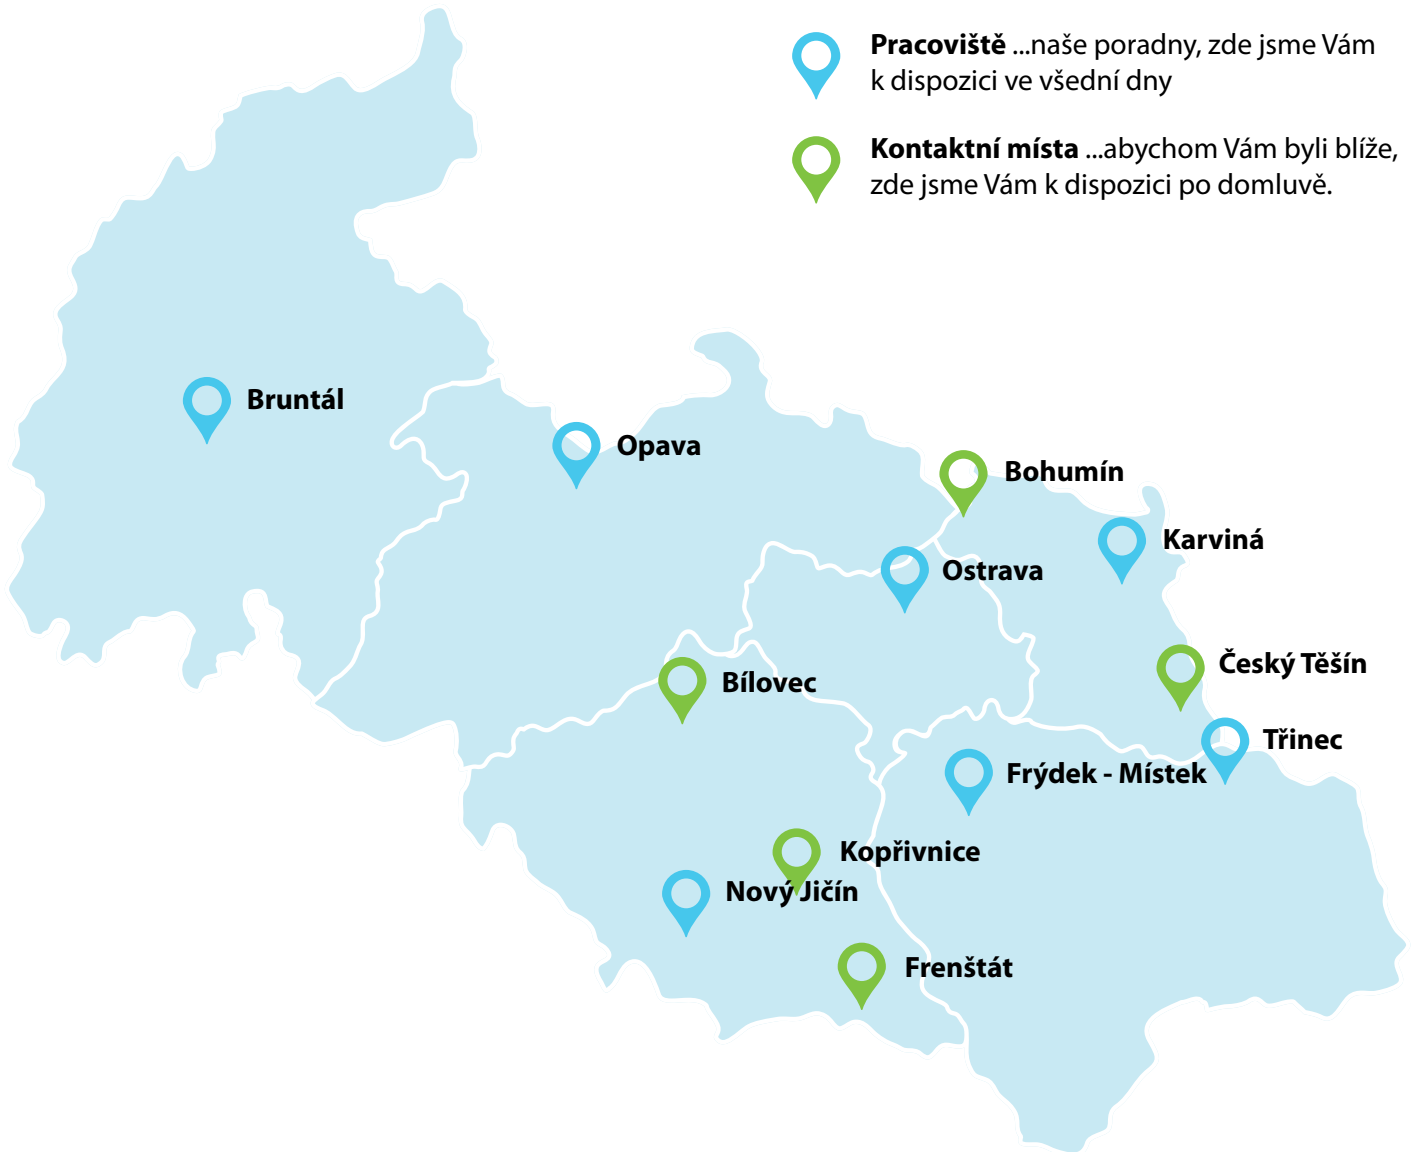 Pracoviště ...naše poradny, zde jsme Vám
k dispozici ve všední dny
Kontaktní místa ...abychom Vám byli blíže,
zde jsme Vám k dispozici po domluvě.
Bruntál
Opava
Bohumín
Karviná
Ostrava
Český Těšín
Bílovec
Třinec
Frýdek - Místek
Kopřivnice
Nový Jičín
Frenštát